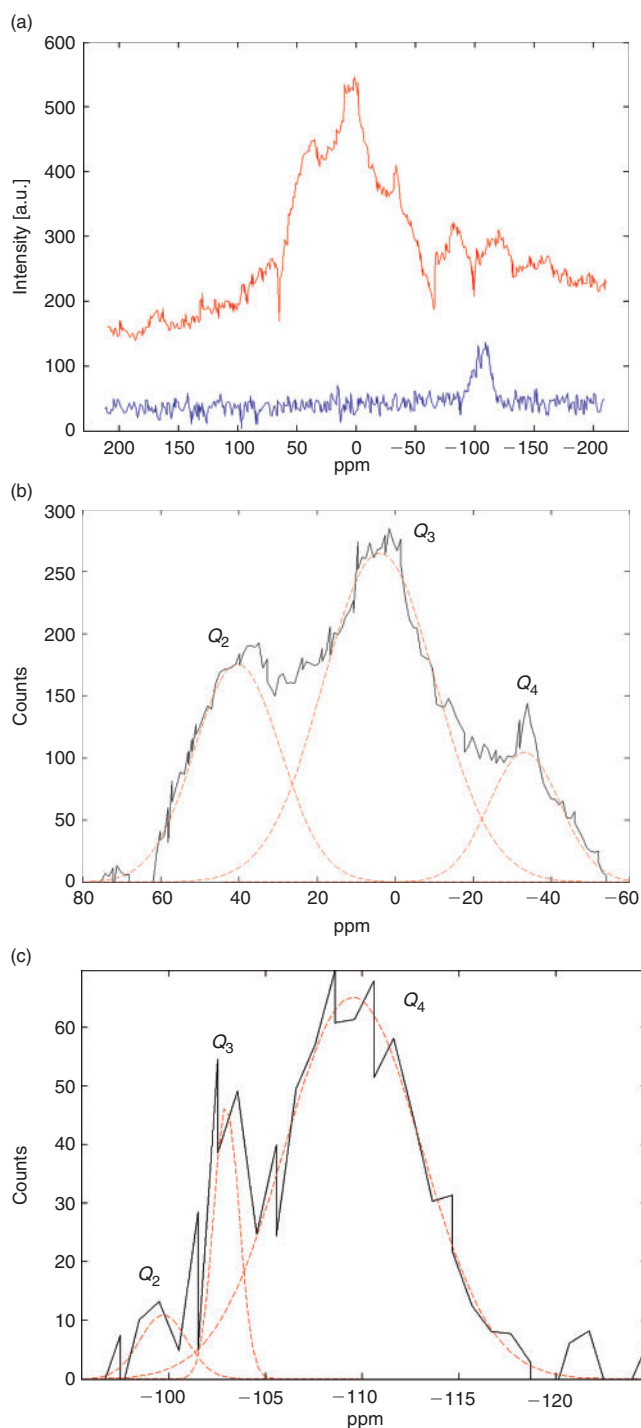 (a)
600
500
400
300
200
100
0
Intensity [a.u.]
200 150 100 50 0 −50 −100 −150 −200
ppm
(b)
300
250
200
150
100
50
0
Counts
Q2
Q3
Q4
80 60 40 20 0 −20 −40 −60
ppm
(c)
60
50
40
30
20
10
0
Counts
Q2
Q3
Q4
−100 −105 −110 −115 −120
ppm